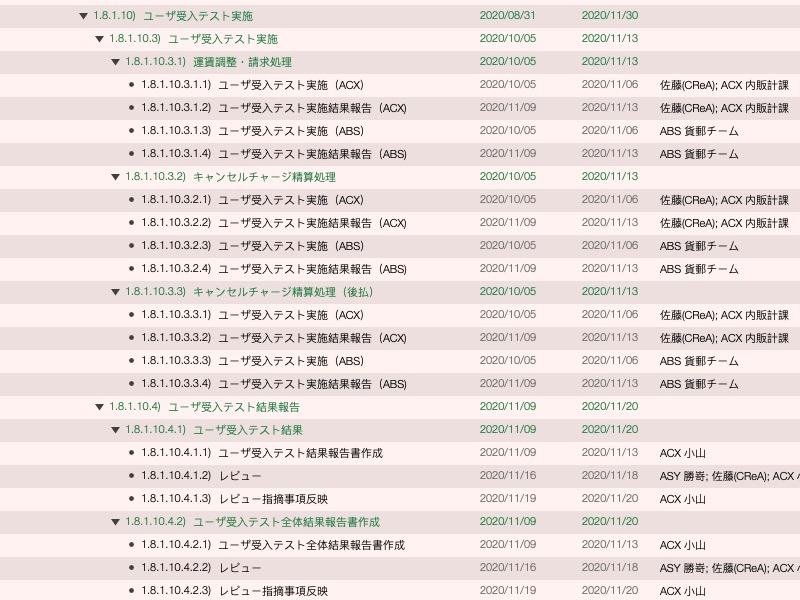 1.8.1.10) ユーザ受入テスト実施 2020/08/31 2020/11/30
1.8.1.10.3) ユーザ受入テスト実施 2020/10/05 2020/11/13
1.8.1.10.3.1) 運賃調整・請求処理 2020/10/05 2020/11/13
1.8.1.10.3.1.1) ユーザ受入テスト実施（ACX） 2020/10/05 2020/11/06 佐藤(CReA); ACX 内販計課
1.8.1.10.3.1.2) ユーザ受入テスト実施結果報告（ACX) 2020/11/09 2020/11/13 佐藤(CReA); ACX 内販計課
1.8.1.10.3.1.3) ユーザ受入テスト実施（ABS） 2020/10/05 2020/11/06 ABS 貨郵チーム
1.8.1.10.3.1.4) ユーザ受入テスト実施結果報告（ABS) 2020/11/09 2020/11/13 ABS 貨郵チーム
1.8.1.10.3.2) キャンセルチャージ精算処理 2020/10/05 2020/11/13
1.8.1.10.3.2.1) ユーザ受入テスト実施（ACX） 2020/10/05 2020/11/06 佐藤(CReA); ACX 内販計課
1.8.1.10.3.2.2) ユーザ受入テスト実施結果報告（ACX) 2020/11/09 2020/11/13 佐藤(CReA); ACX 内販計課
1.8.1.10.3.2.3) ユーザ受入テスト実施（ABS） 2020/10/05 2020/11/06 ABS 貨郵チーム
1.8.1.10.3.2.4) ユーザ受入テスト実施結果報告（ABS) 2020/11/09 2020/11/13 ABS 貨郵チーム
1.8.1.10.3.3) キャンセルチャージ精算処理（後払） 2020/10/05 2020/11/13
1.8.1.10.3.3.1) ユーザ受入テスト実施（ACX） 2020/10/05 2020/11/06 佐藤(CReA); ACX 内販計課
1.8.1.10.3.3.2) ユーザ受入テスト実施結果報告（ACX) 2020/11/09 2020/11/13 佐藤(CReA); ACX 内販計課
1.8.1.10.3.3.3) ユーザ受入テスト実施（ABS） 2020/10/05 2020/11/06 ABS 貨郵チーム
1.8.1.10.3.3.4) ユーザ受入テスト実施結果報告（ABS) 2020/11/09 2020/11/13 ABS 貨郵チーム
1.8.1.10.4) ユーザ受入テスト結果報告 2020/11/09 2020/11/20
1.8.1.10.4.1) ユーザ受入テスト結果 2020/11/09 2020/11/20
1.8.1.10.4.1.1) ユーザ受入テスト結果報告書作成 2020/11/09 2020/11/13 ACX 小山
1.8.1.10.4.1.2) レビュー 2020/11/16 2020/11/18 ASY 勝嵜; 佐藤(CReA); ACX
1.8.1.10.4.1.3) レビュー指摘事項反映 2020/11/19 2020/11/20 ACX 小山
1.8.1.10.4.2) ユーザ受入テスト全体結果報告書作成 2020/11/09 2020/11/20
1.8.1.10.4.2.1) ユーザ受入テスト全体結果報告書作成 2020/11/09 2020/11/13 ACX 小山
1.8.1.10.4.2.2) レビュー 2020/11/16 2020/11/18 ASY 勝嵜; 佐藤(CReA); ACX
1.8.1.10.4.2.3) レビュー指摘事項反映 2020/11/19 2020/11/20 ACX 小山